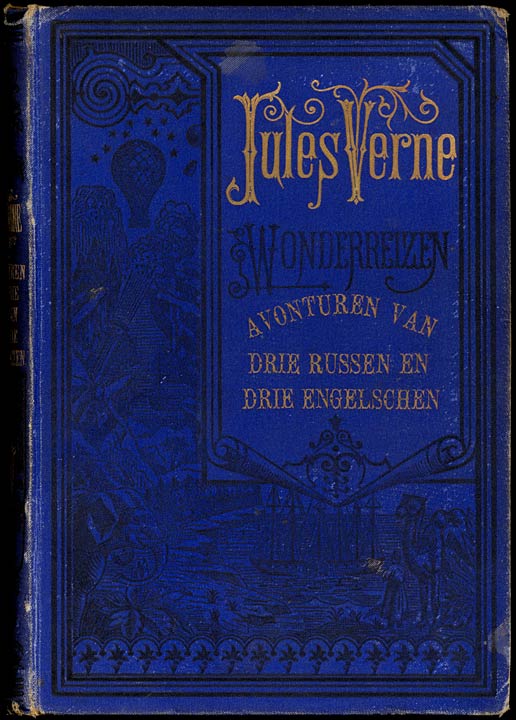 Jules Verne
Wonderreizen
AVONTUREN VAN
DRIE RUSSEN EN
DRIE ENGELSCHEN